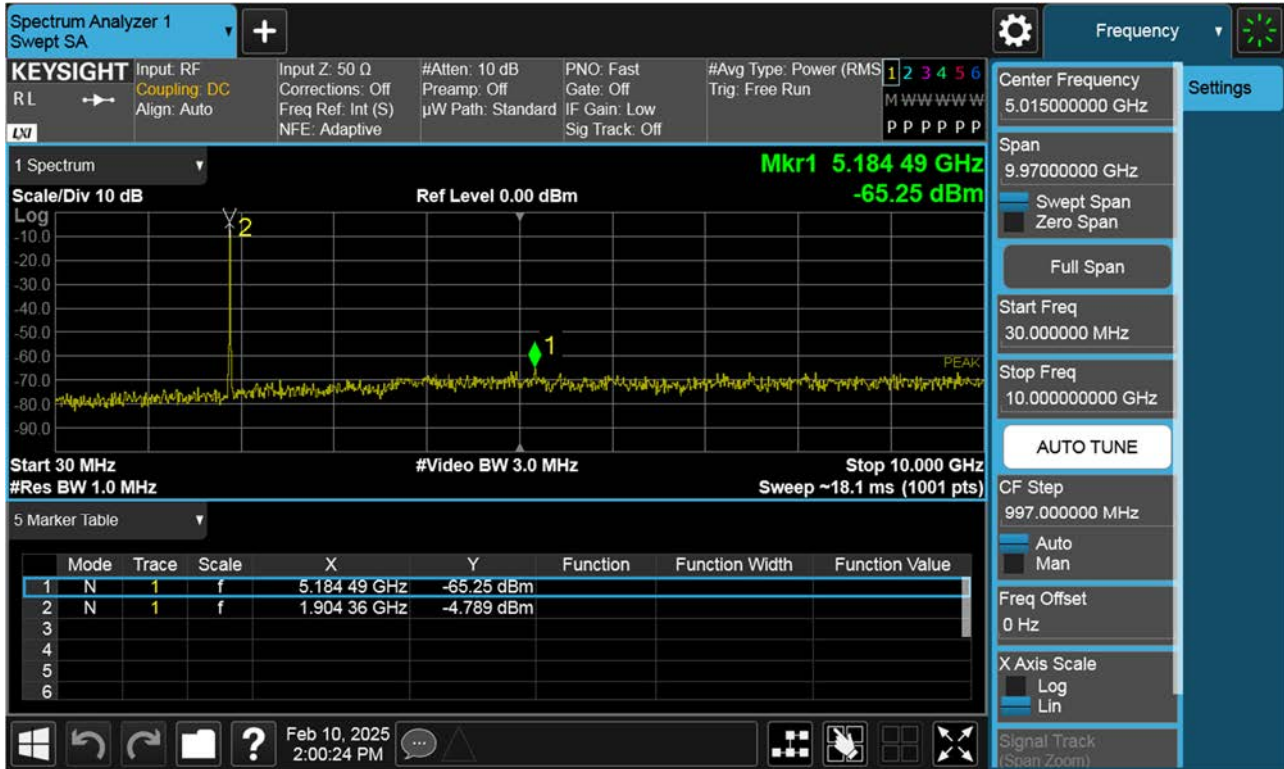 Spectrum Analyzer 1
Swept SA
Frequency
KEYSIGHT
RL
LXI
Input: RF
Coupling: DC
Align: Auto
Input Z: 50 Ω
Corrections: Off
Freq Ref: Int (S)
NFE: Adaptive
#Atten: 10 dB
Preamp: Off
µW Path: Standard
PNO: Fast
Gate: Off
IF Gain: Low
Sig Track: Off
#Avg Type: Power (RMS
Trig: Free Run
1 2 3 4 5 6
M W W W W W
P P P P P P
1 Spectrum
Mkr1 5.184 49 GHz
-65.25 dBm
Scale/Div 10 dB
Ref Level 0.00 dBm
Log
-10.0
-20.0
-30.0
-40.0
-50.0
-60.0
-70.0
-80.0
-90.0
2
1
PEAK
Start 30 MHz
#Video BW 3.0 MHz
Stop 10.000 GHz
#Res BW 1.0 MHz
Sweep ~18.1 ms (1001 pts)
5 Marker Table
Mode Trace Scale X Y Function Function Width Function Value
1 N 1 f 5.184 49 GHz -65.25 dBm
2 N 1 f 1.904 36 GHz -4.789 dBm
3
4
5
6
Feb 10, 2025
2:00:24 PM
Settings
Center Frequency
5.015000000 GHz
Span
9.97000000 GHz
Swept Span
Zero Span
Full Span
Start Freq
30.000000 MHz
Stop Freq
10.000000000 GHz
AUTO TUNE
CF Step
997.000000 MHz
Auto
Man
Freq Offset
0 Hz
X Axis Scale
Log
Lin
Signal Track
(Span Zoom)